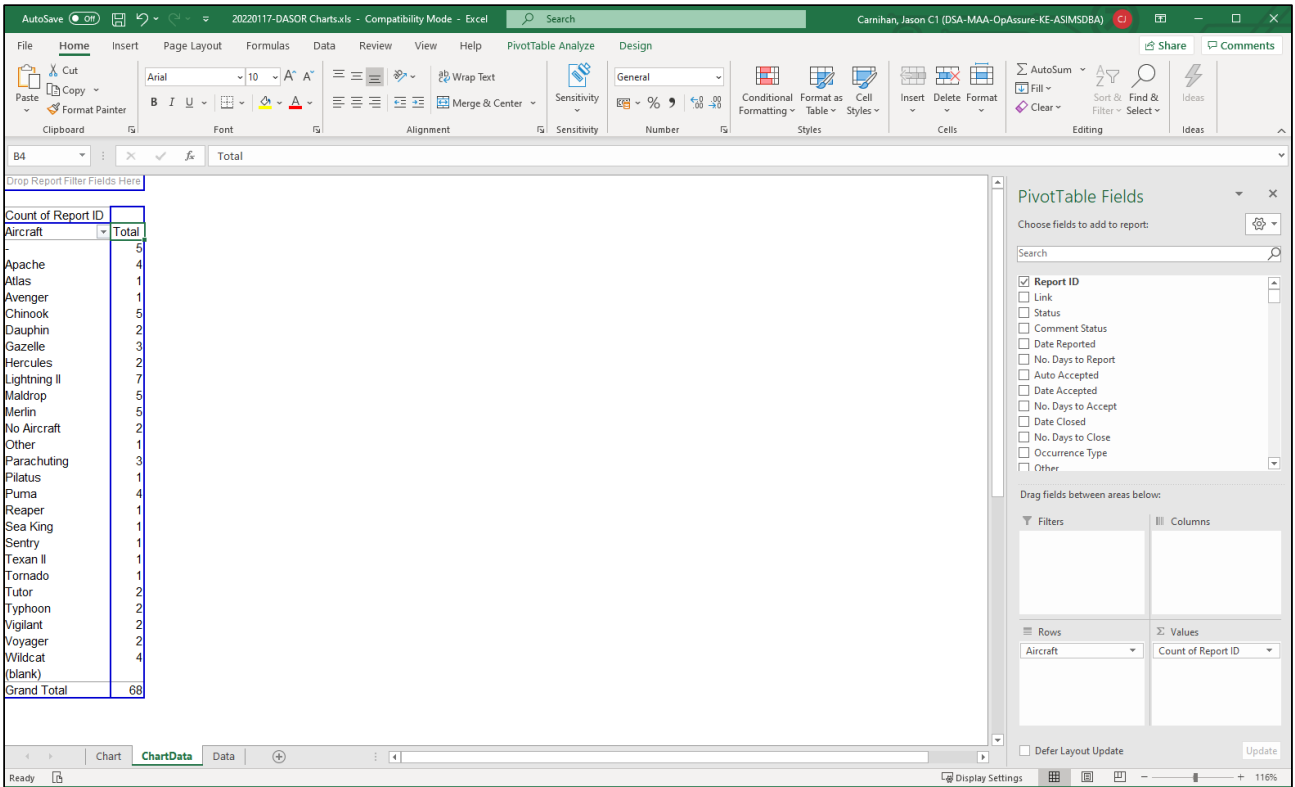 AutoSave Off 20220117-DASOR Charts.xls - Compatibility Mode - Excel Search Carnihan, Jason C1 (DSA-MAA-OpAssure-KE-ASIMSDBA) CJ
File Home Insert Page Layout Formulas Data Review View Help PivotTable Analyze Design Share Comments
Paste Cut Copy Format Painter
Clipboard
Arial 10 A A
B I U A
Font
Wrap Text
Merge & Center
Alignment
Sensitivity
Sensitivity
General
% 9 .00
Number
Conditional Formatting Format as Table Cell Styles
Styles
Insert Delete Format
Cells
AutoSum Fill Clear Sort & Filter Find & Select
Editing
Ideas
Ideas
B4 fx Total
Drop Report Filter Fields Here
Count of Report ID
Aircraft Total
- 5
Apache 4
Atlas 1
Avenger 1
Chinook 5
Dauphin 2
Gazelle 3
Hercules 2
Lightning II 7
Maldrop 5
Merlin 5
No Aircraft 2
Other 1
Parachuting 3
Pilatus 1
Puma 4
Reaper 1
Sea King 1
Sentry 1
Texan II 1
Tornado 1
Tutor 2
Typhoon 2
Vigilant 2
Voyager 2
Wildcat 4
(blank)
Grand Total 68
PivotTable Fields
Choose fields to add to report:
Search
Report ID
Link
Status
Comment Status
Date Reported
No. Days to Report
Auto Accepted
Date Accepted
No. Days to Accept
Date Closed
No. Days to Close
Occurrence Type
Other
Drag fields between areas below:
Filters Columns
Rows Σ Values
Aircraft Count of Report ID
Defer Layout Update Update
Chart ChartData Data
Ready Display Settings 116%